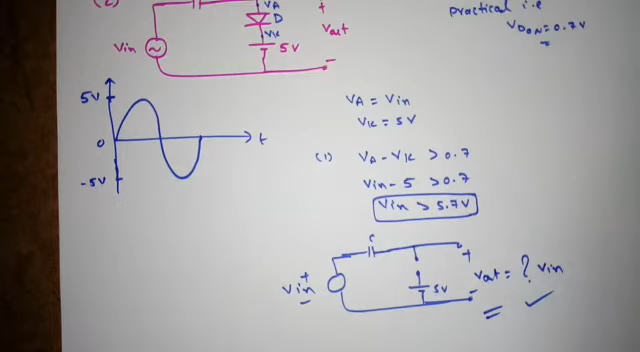 (2)
VA
D
VK
+
Vout
-
Vin
5V
practical i.e
VDON=0.7V
5V
0
-5V
t
VA = Vin
VK = 5V
(1) VA - VK > 0.7
Vin - 5 > 0.7
Vin > 5.7V
C
+
Vin
+
5V
-
Vout = ? Vin